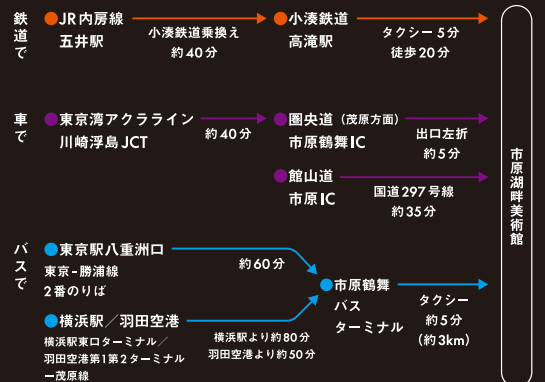 鉄道で
JR内房線
五井駅
小湊鉄道乗換え
約40分
小湊鉄道
高滝駅
タクシー5分
徒歩20分
車で
東京湾アクラライン
川崎浮島JCT
約40分
圏央道（茂原方面）
市原鶴舞IC
出口左折
約5分
館山道
市原IC
国道297号線
約35分
バスで
東京駅八重洲口
東京-勝浦線
2番のりば
約60分
横浜駅／羽田空港
横浜駅東口ターミナル／
羽田空港第1第2ターミナル
ー茂原線
横浜駅より約80分
羽田空港より約50分
市原鶴舞
バス
ターミナル
タクシー
約5分
（約3km）
市原湖畔美術館